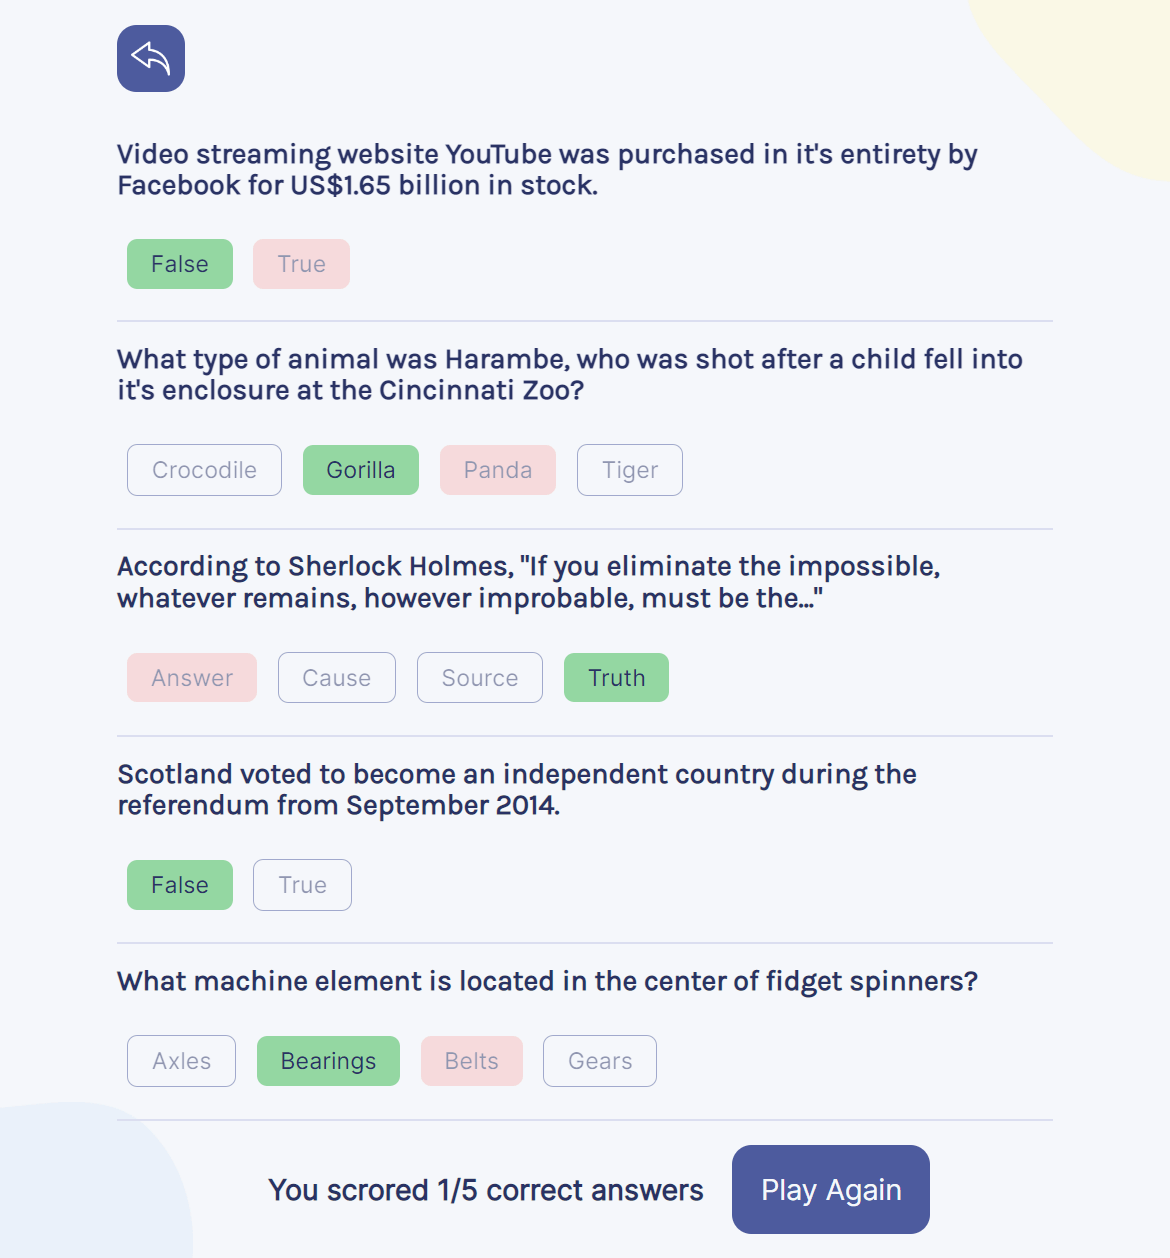 Video streaming website YouTube was purchased in it's entirety by
Facebook for US$1.65 billion in stock.
False True
What type of animal was Harambe, who was shot after a child fell into
it's enclosure at the Cincinnati Zoo?
Crocodile Gorilla Panda Tiger
According to Sherlock Holmes, "If you eliminate the impossible,
whatever remains, however improbable, must be the..."
Answer Cause Source Truth
Scotland voted to become an independent country during the
referendum from September 2014.
False True
What machine element is located in the center of fidget spinners?
Axles Bearings Belts Gears
You scrored 1/5 correct answers Play Again